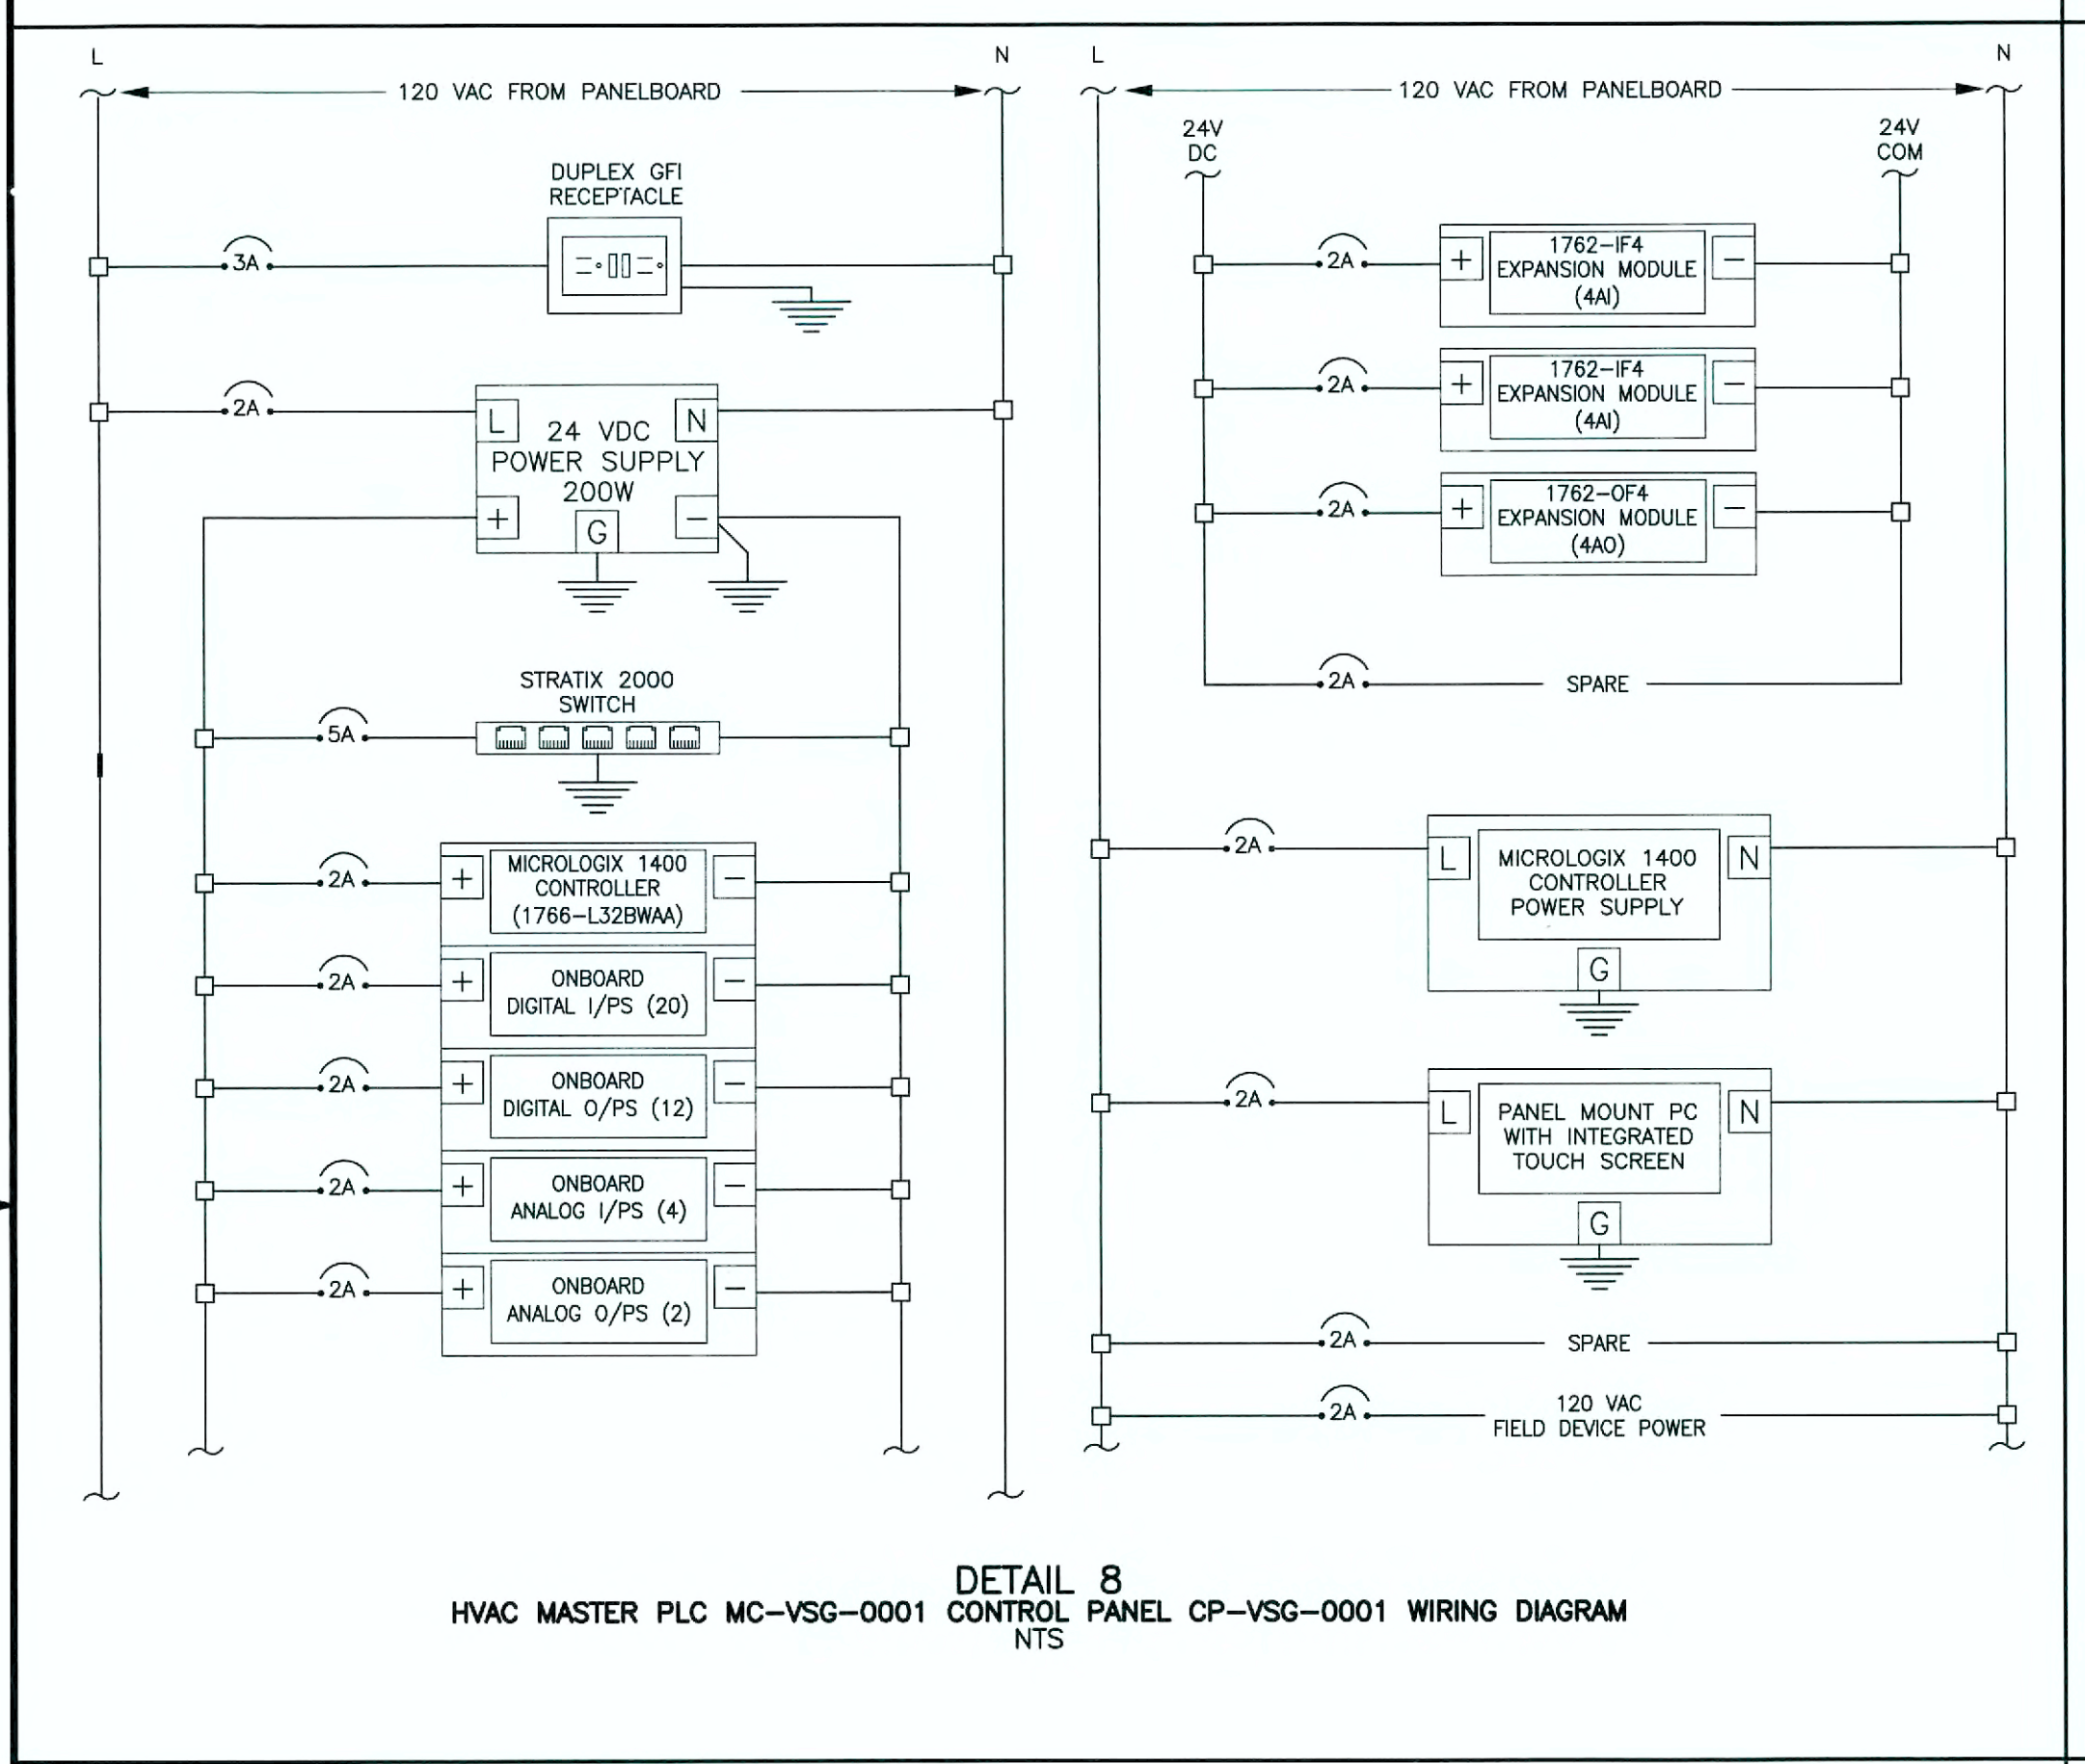 L
N
120 VAC FROM PANELBOARD
DUPLEX GFI
RECEPTACLE
3A
2A
L
N
24 VDC
POWER SUPPLY
200W
+
G
−
STRATIX 2000
SWITCH
5A
2A
+
MICROLOGIX 1400
CONTROLLER
(1766-L32BWAA)
−
2A
+
ONBOARD
DIGITAL I/PS (20)
−
2A
+
ONBOARD
DIGITAL O/PS (12)
−
2A
+
ONBOARD
ANALOG I/PS (4)
−
2A
+
ONBOARD
ANALOG O/PS (2)
−
L
N
120 VAC FROM PANELBOARD
24V
DC
24V
COM
2A
+
1762-IF4
EXPANSION MODULE
(4AI)
−
2A
+
1762-IF4
EXPANSION MODULE
(4AI)
−
2A
+
1762-OF4
EXPANSION MODULE
(4AO)
−
2A
SPARE
2A
L
MICROLOGIX 1400
CONTROLLER
POWER SUPPLY
N
G
2A
L
PANEL MOUNT PC
WITH INTEGRATED
TOUCH SCREEN
N
G
2A
SPARE
2A
120 VAC
FIELD DEVICE POWER
DETAIL 8
HVAC MASTER PLC MC-VSG-0001 CONTROL PANEL CP-VSG-0001 WIRING DIAGRAM
NTS